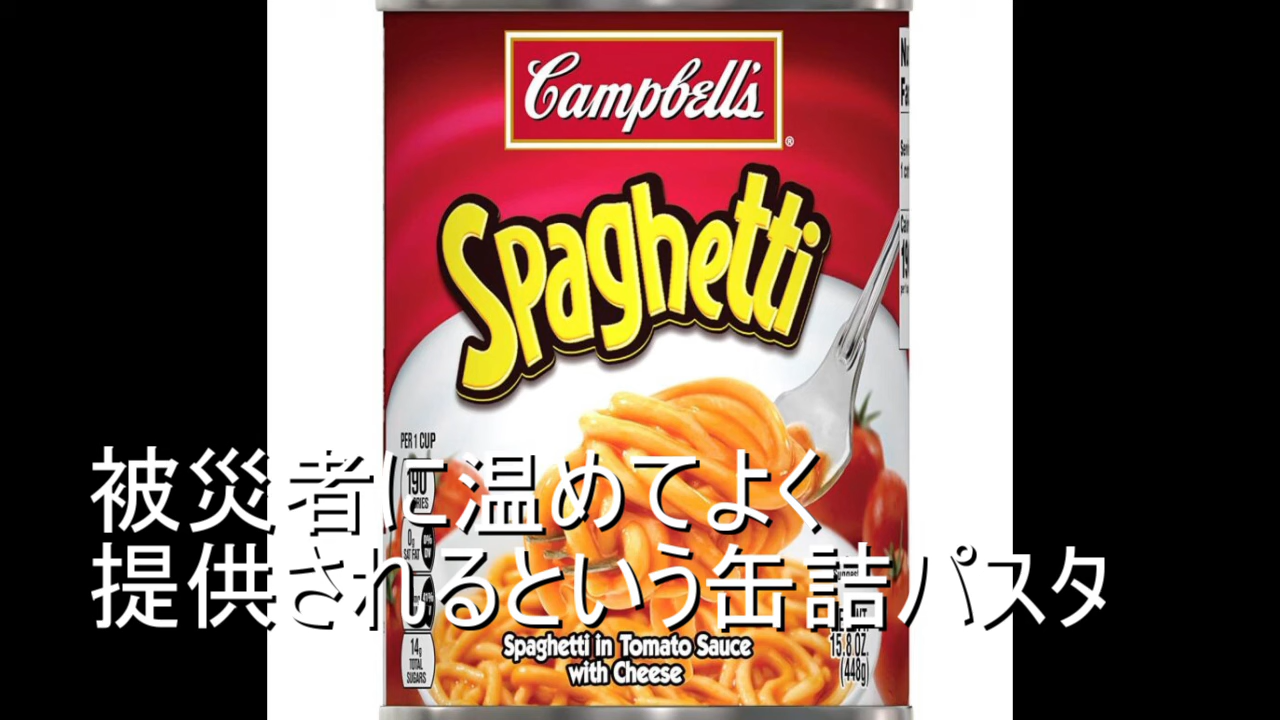 Campbell's
®
Spaghetti
PER 1 CUP
190
被災者に温めてよく
提供されるという缶詰パスタ
0g
SAT FAT
0%
DV
14g
TOTAL
SUGARS
Spaghetti in Tomato Sauce
with Cheese
15.8 OZ.
(448g)